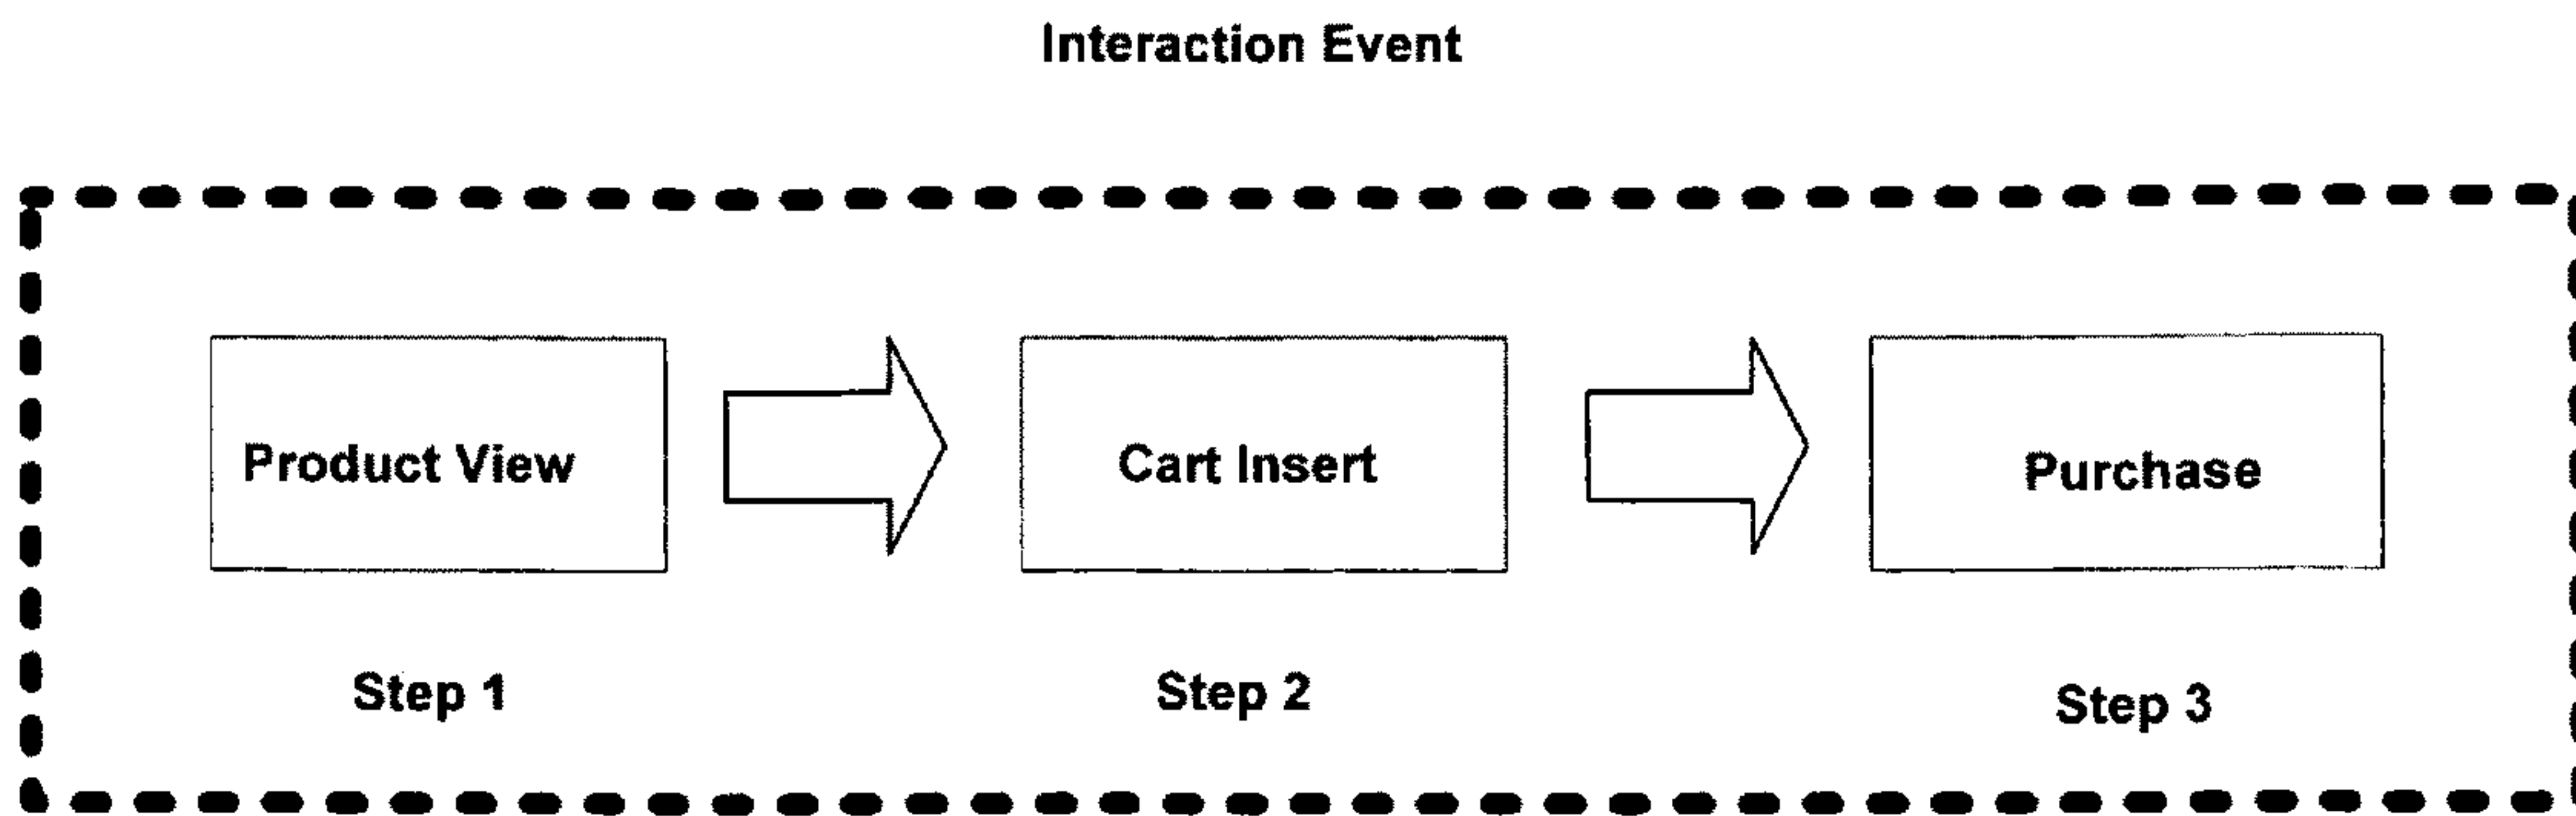 Interaction Event
Product View
Cart Insert
Purchase
Step 1
Step 2
Step 3